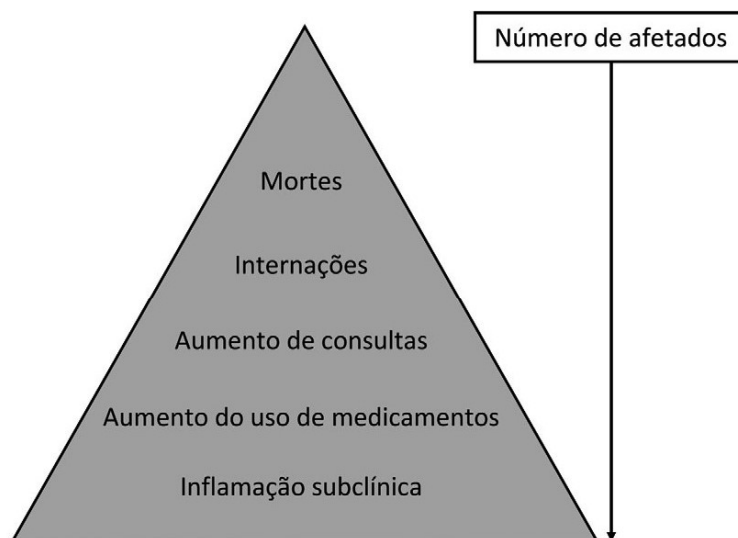 Número de afetados
Mortes
Internações
Aumento de consultas
Aumento do uso de medicamentos
Inflamação subclínica